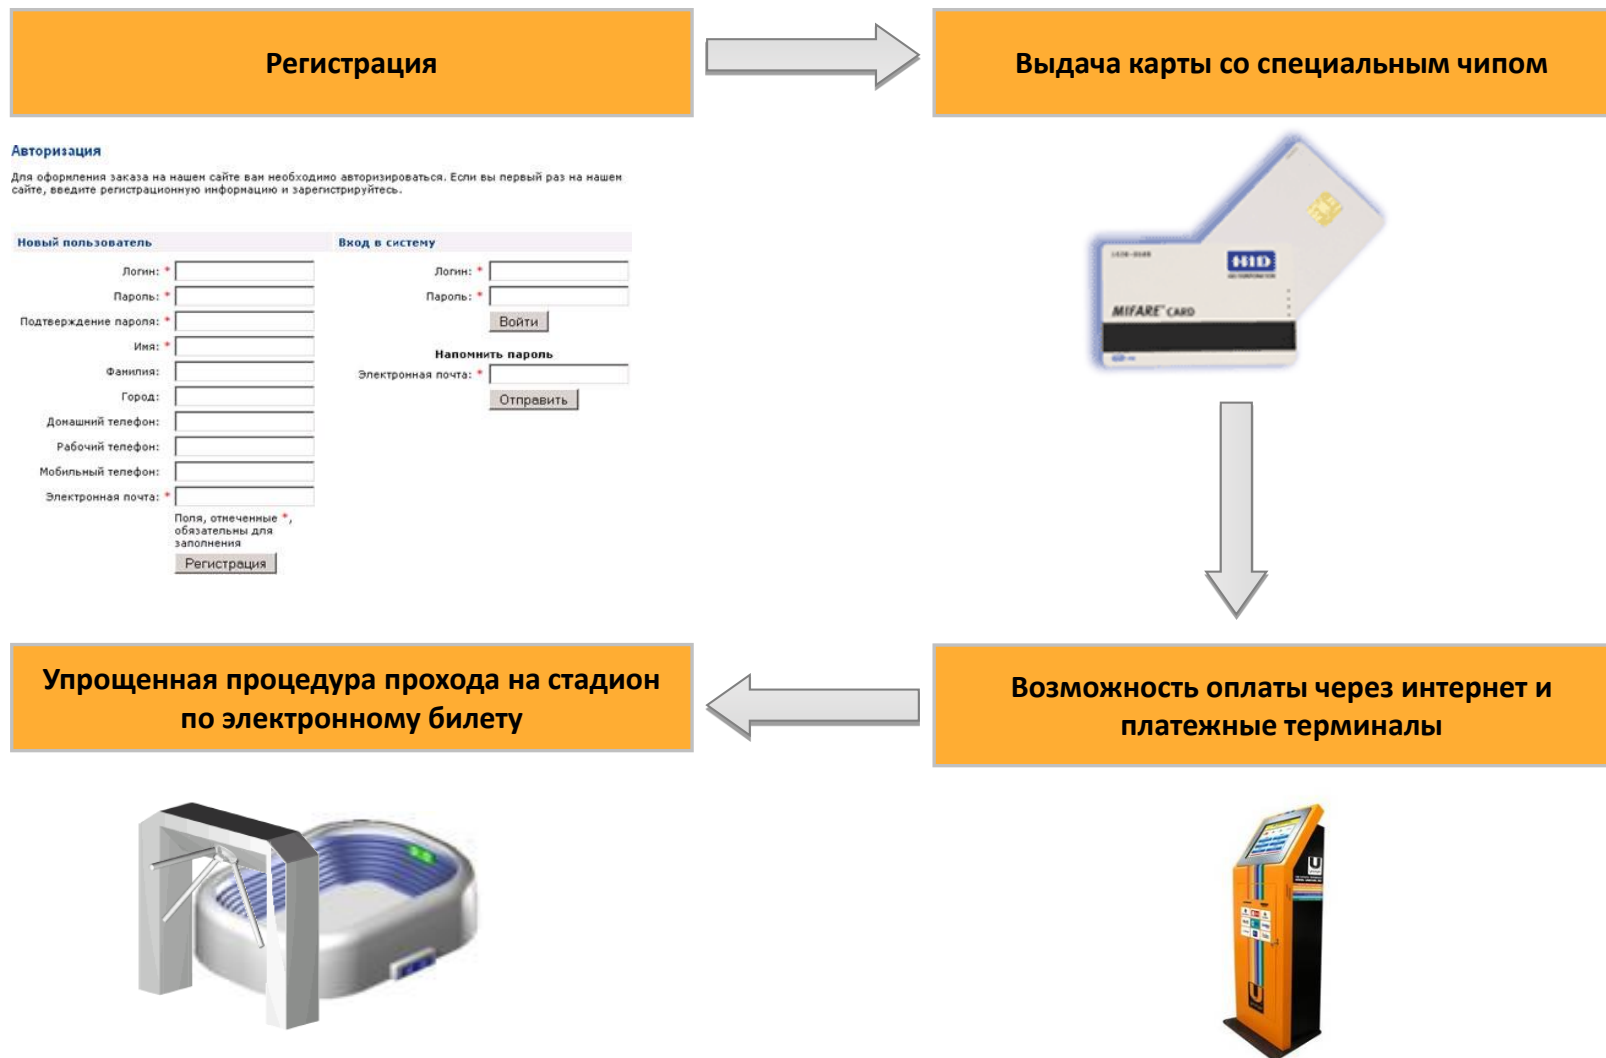 Регистрация
Выдача карты со специальным чипом
Авторизация
Для оформления заказа на нашем сайте вам необходимо авторизироваться. Если вы первый раз на нашем
сайте, введите регистрационную информацию и зарегистрируйтесь.
Новый пользователь
Логин: *
Пароль: *
Подтверждение пароля: *
Имя: *
Фамилия:
Город:
Домашний телефон:
Рабочий телефон:
Мобильный телефон:
Электронная почта: *
Поля, отмеченные *,
обязательны для
заполнения
Регистрация
Вход в систему
Логин: *
Пароль: *
Войти
Напомнить пароль
Электронная почта: *
Отправить
HID
MIFARE CARD
Упрощенная процедура прохода на стадион
по электронному билету
Возможность оплаты через интернет и
платежные терминалы
U
U